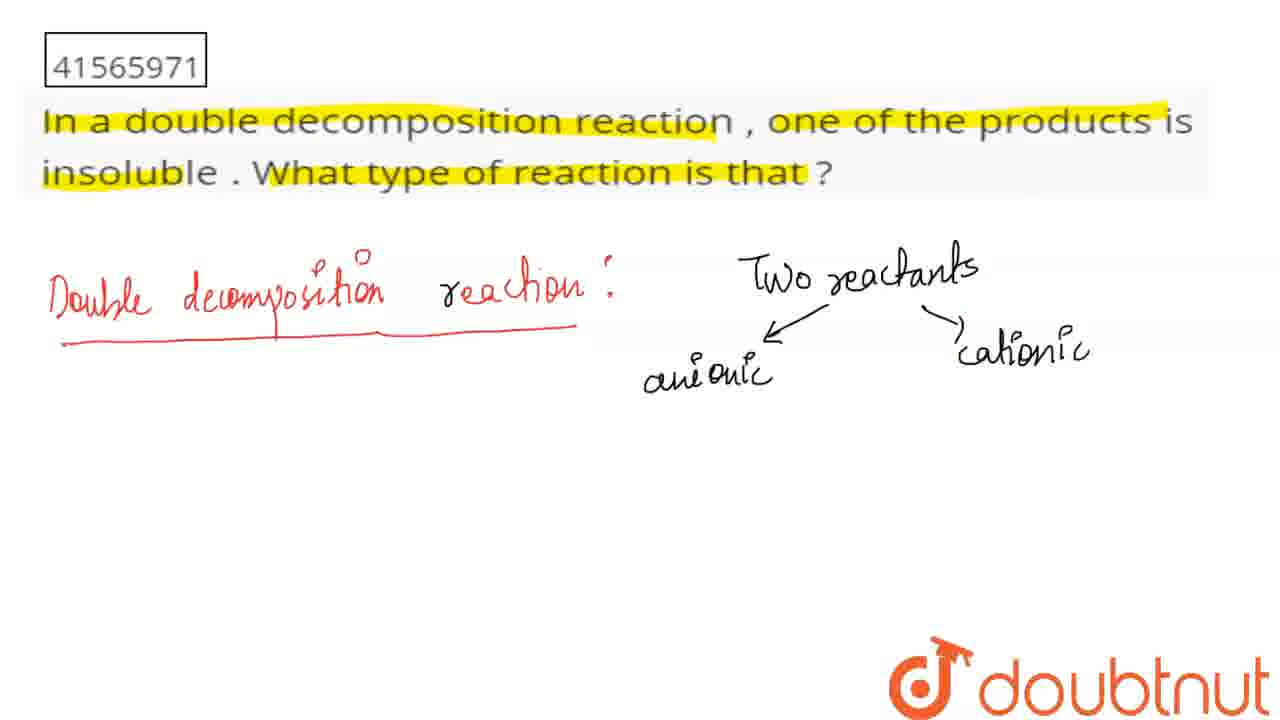 41565971
In a double decomposition reaction , one of the products is
insoluble . What type of reaction is that ?
Double decomposition reaction :
Two reactants
anionic
cationic
doubtnut